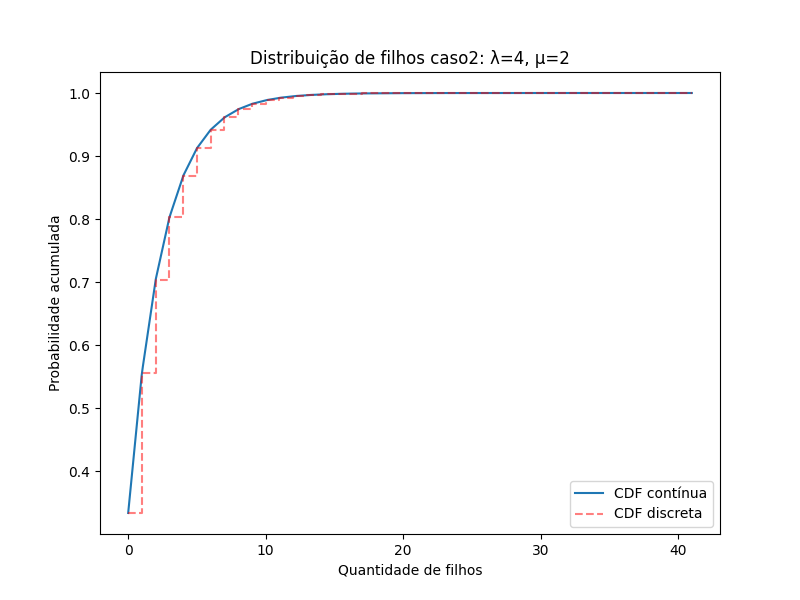 Distribuição de filhos caso2: λ=4, μ=2
1.0
0.9
0.8
0.7
0.6
0.5
0.4
Probabilidade acumulada
CDF contínua
CDF discreta
0 10 20 30 40
Quantidade de filhos